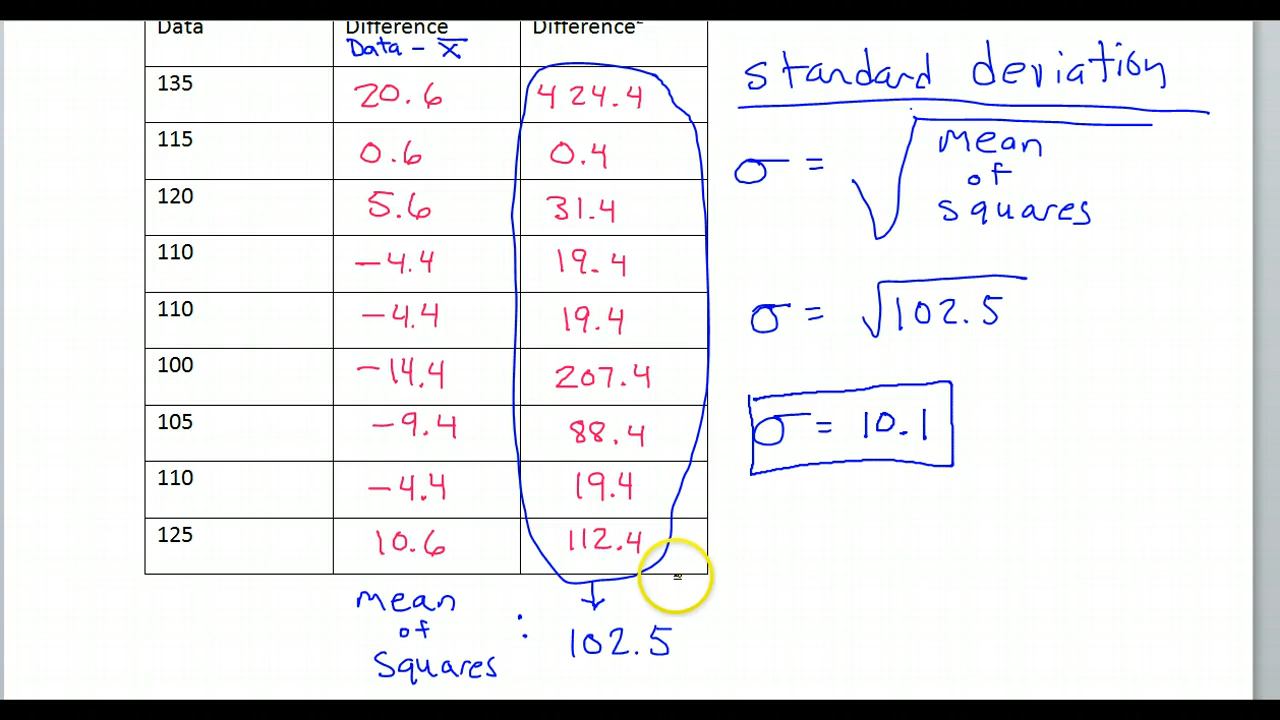 Data Difference Difference²
Data – x̅
135 20.6 424.4
115 0.6 0.4
120 5.6 31.4
110 –4.4 19.4
110 –4.4 19.4
100 –14.4 207.4
105 –9.4 88.4
110 –4.4 19.4
125 10.6 112.4
Mean
of
Squares : 102.5
standard deviation
σ = √Mean
of
squares
σ = √102.5
σ = 10.1